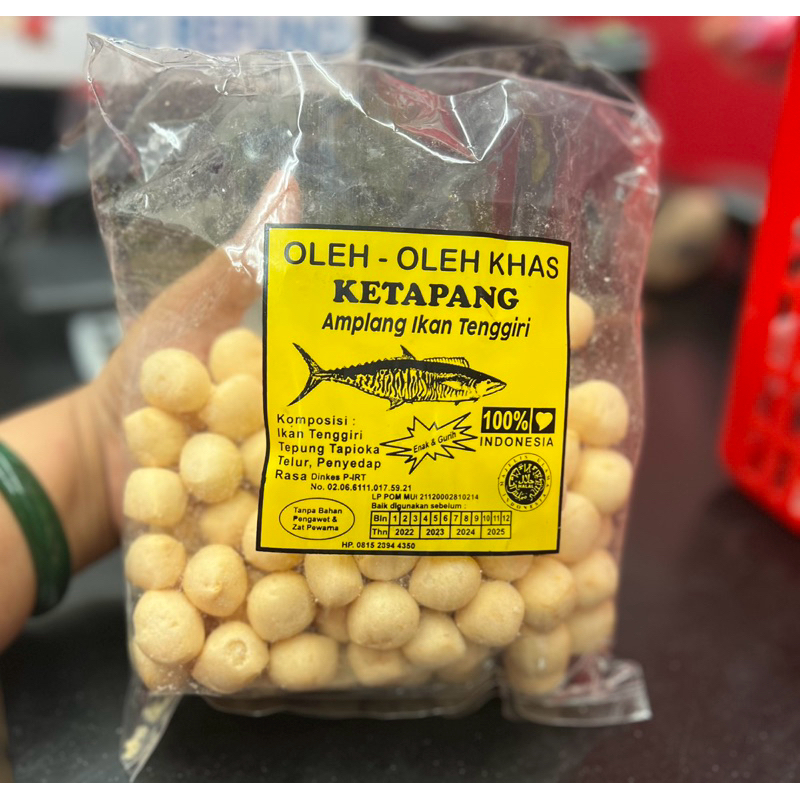 OLEH - OLEH KHAS
KETAPANG
Amplang Ikan Tenggiri
Komposisi :
Ikan Tenggiri
Tepung Tapioka
Telur, Penyedap
Rasa Dinkes P-IRT
No. 02.06.6111.017.59.21
Enak & Gurih
100%
INDONESIA
HALAL
LP POM MUI 21120002810214
Baik digunakan sebelum :
Bln 1 2 3 4 5 6 7 8 9 10 11 12
Thn 2022 2023 2024 2025
Tanpa Bahan
Pengawet &
Zat Pewarna
HP. 0815 2394 4350